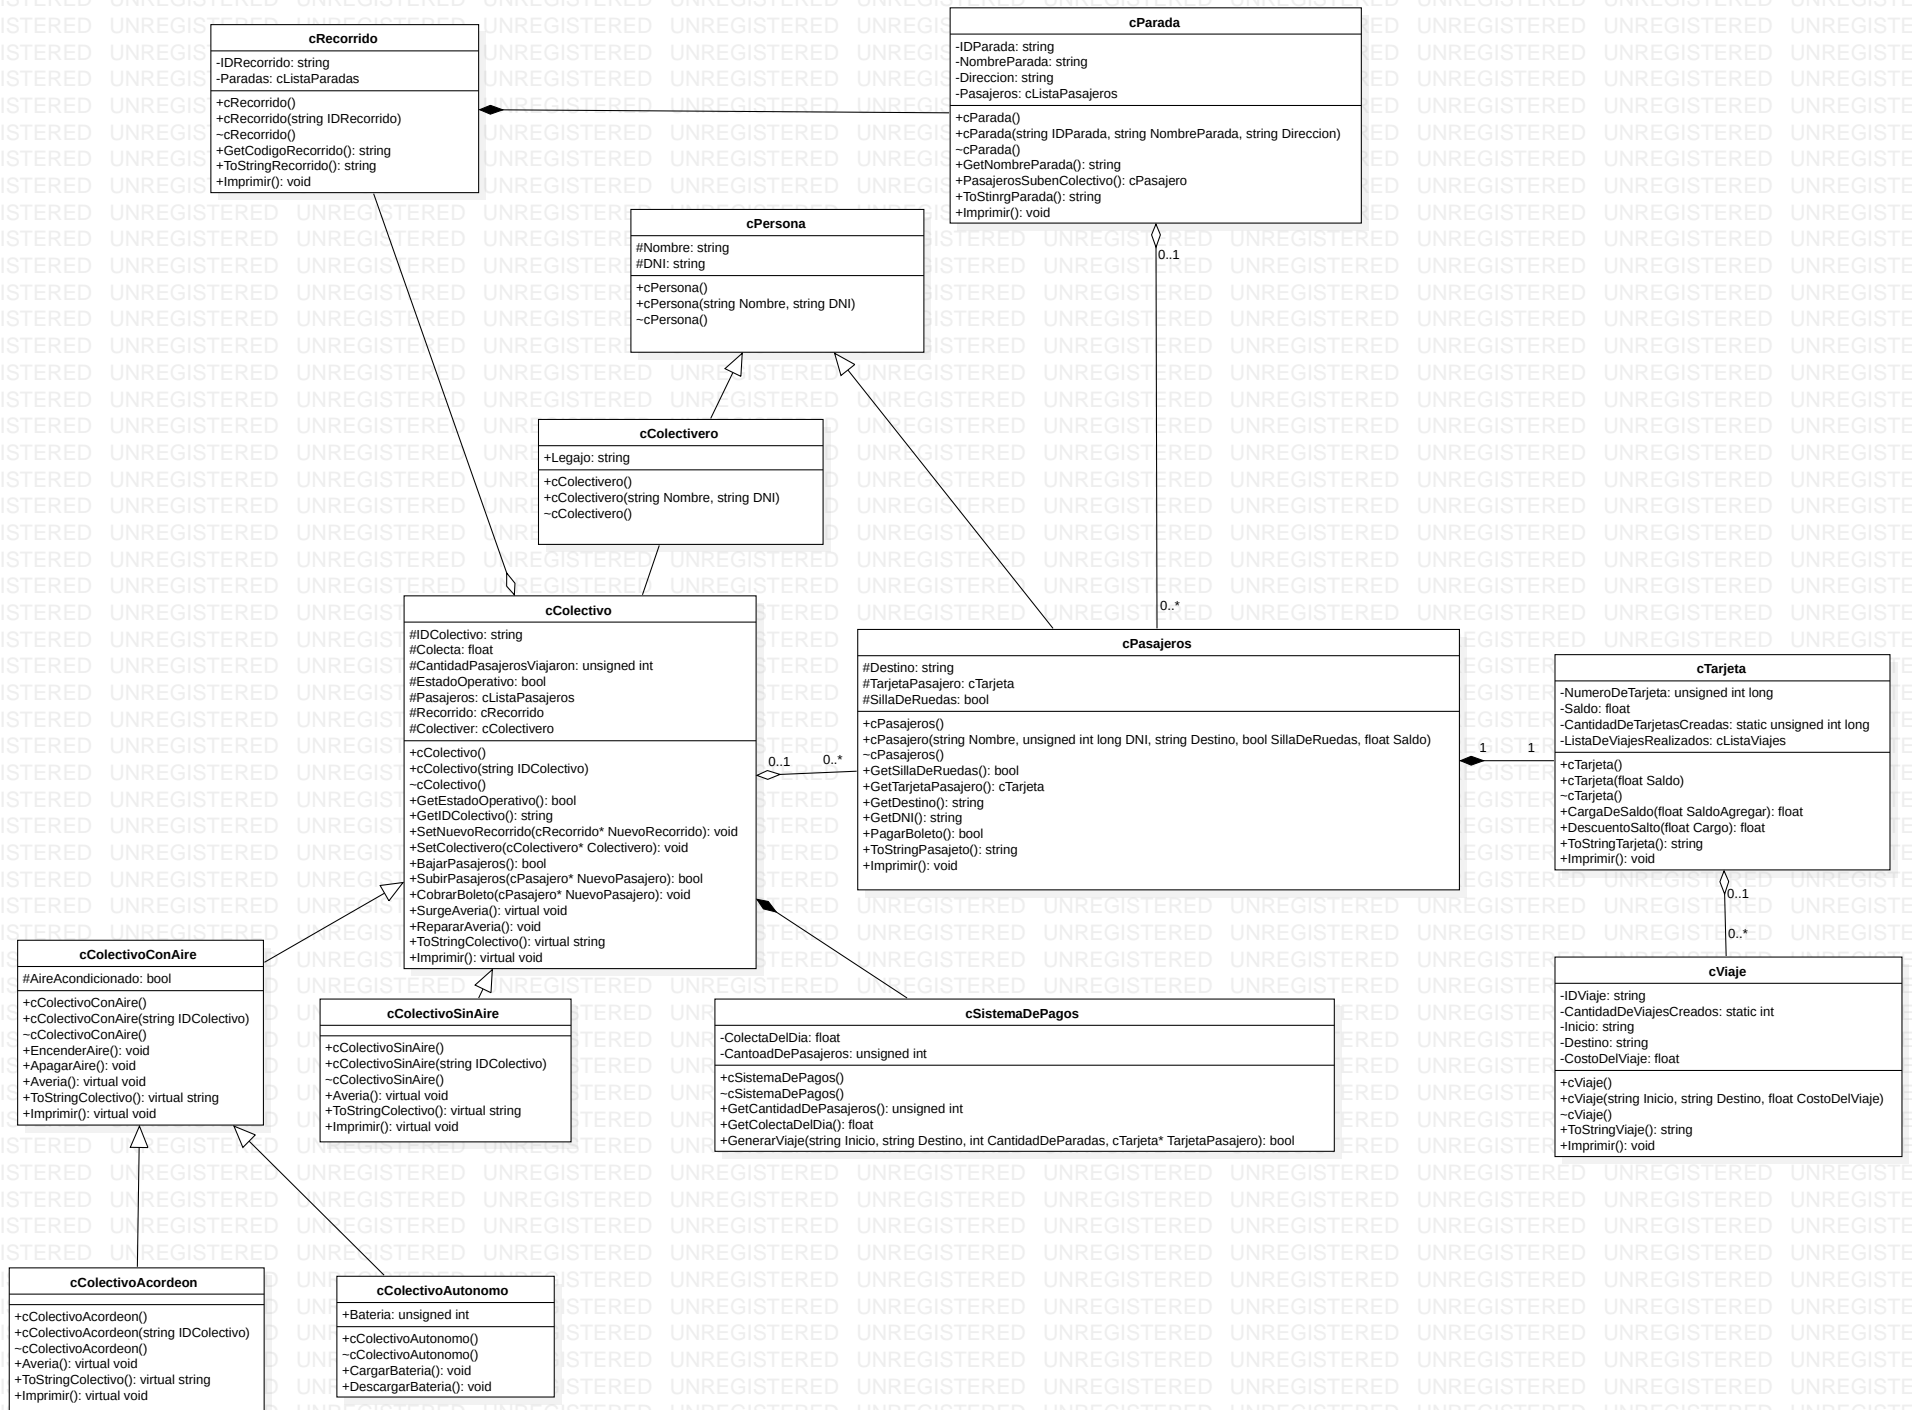 cRecorrido
-IDRecorrido: string
-Paradas: cListaParadas
+cRecorrido()
+cRecorrido(string IDRecorrido)
~cRecorrido()
+GetCodigoRecorrido(): string
+ToStringRecorrido(): string
+Imprimir(): void
cParada
-IDParada: string
-NombreParada: string
-Direccion: string
-Pasajeros: cListaPasajeros
+cParada()
+cParada(string IDParada, string NombreParada, string Direccion)
~cParada()
+GetNombreParada(): string
+PasajerosSubenColectivo(): cPasajero
+ToStinrgParada(): string
+Imprimir(): void
0..1
0..*
cPersona
#Nombre: string
#DNI: string
+cPersona()
+cPersona(string Nombre, string DNI)
~cPersona()
cColectivero
+Legajo: string
+cColectivero()
+cColectivero(string Nombre, string DNI)
~cColectivero()
cColectivo
#IDColectivo: string
#Colecta: float
#CantidadPasajerosViajaron: unsigned int
#EstadoOperativo: bool
#Pasajeros: cListaPasajeros
#Recorrido: cRecorrido
#Colectiver: cColectivero
+cColectivo()
+cColectivo(string IDColectivo)
~cColectivo()
+GetEstadoOperativo(): bool
+GetIDColectivo(): string
+SetNuevoRecorrido(cRecorrido* NuevoRecorrido): void
+SetColectivero(cColectivero* Colectivero): void
+BajarPasajeros(): bool
+SubirPasajeros(cPasajero* NuevoPasajero): bool
+CobrarBoleto(cPasajero* NuevoPasajero): void
+SurgeAveria(): virtual void
+RepararAveria(): void
+ToStringColectivo(): virtual string
+Imprimir(): virtual void
0..1
0..*
cPasajeros
#Destino: string
#TarjetaPasajero: cTarjeta
#SillaDeRuedas: bool
+cPasajeros()
+cPasajero(string Nombre, unsigned int long DNI, string Destino, bool SillaDeRuedas, float Saldo)
~cPasajeros()
+GetSillaDeRuedas(): bool
+GetTarjetaPasajero: cTarjeta
+GetDestino(): string
+GetDNI(): string
+PagarBoleto(): bool
+ToStringPasajeto(): string
+Imprimir(): void
1
1
cTarjeta
-NumeroDeTarjeta: unsigned int long
-Saldo: float
-CantidadDeTarjetasCreadas: static unsigned int long
-ListaDeViajesRealizados: cListaViajes
+cTarjeta()
+cTarjeta(float Saldo)
~cTarjeta()
+CargaDeSaldo(float SaldoAgregar): float
+DescuentoSalto(float Cargo): float
+ToStringTarjeta(): string
+Imprimir(): void
0..1
0..*
cViaje
-IDViaje: string
-CantidadDeViajesCreados: static int
-Inicio: string
-Destino: string
-CostoDelViaje: float
+cViaje()
+cViaje(string Inicio, string Destino, float CostoDelViaje)
~cViaje()
+ToStringViaje(): string
+Imprimir(): void
cColectivoConAire
#AireAcondicionado: bool
+cColectivoConAire()
+cColectivoConAire(string IDColectivo)
~cColectivoConAire()
+EncenderAire(): void
+ApagarAire(): void
+Averia(): virtual void
+ToStringColectivo(): virtual string
+Imprimir(): virtual void
cColectivoSinAire
+cColectivoSinAire()
+cColectivoSinAire(string IDColectivo)
~cColectivoSinAire()
+Averia(): virtual void
+ToStringColectivo(): virtual string
+Imprimir(): virtual void
cSistemaDePagos
-ColectaDelDia: float
-CantoadDePasajeros: unsigned int
+cSistemaDePagos()
~cSistemaDePagos()
+GetCantidadDePasajeros(): unsigned int
+GetColectaDelDia(): float
+GenerarViaje(string Inicio, string Destino, int CantidadDeParadas, cTarjeta* TarjetaPasajero): bool
cColectivoAcordeon
+cColectivoAcordeon()
+cColectivoAcordeon(string IDColectivo)
~cColectivoAcordeon()
+Averia(): virtual void
+ToStringColectivo(): virtual string
+Imprimir(): virtual void
cColectivoAutonomo
+Bateria: unsigned int
+cColectivoAutonomo()
~cColectivoAutonomo()
+CargarBateria(): void
+DescargarBateria(): void
UNREGISTERED